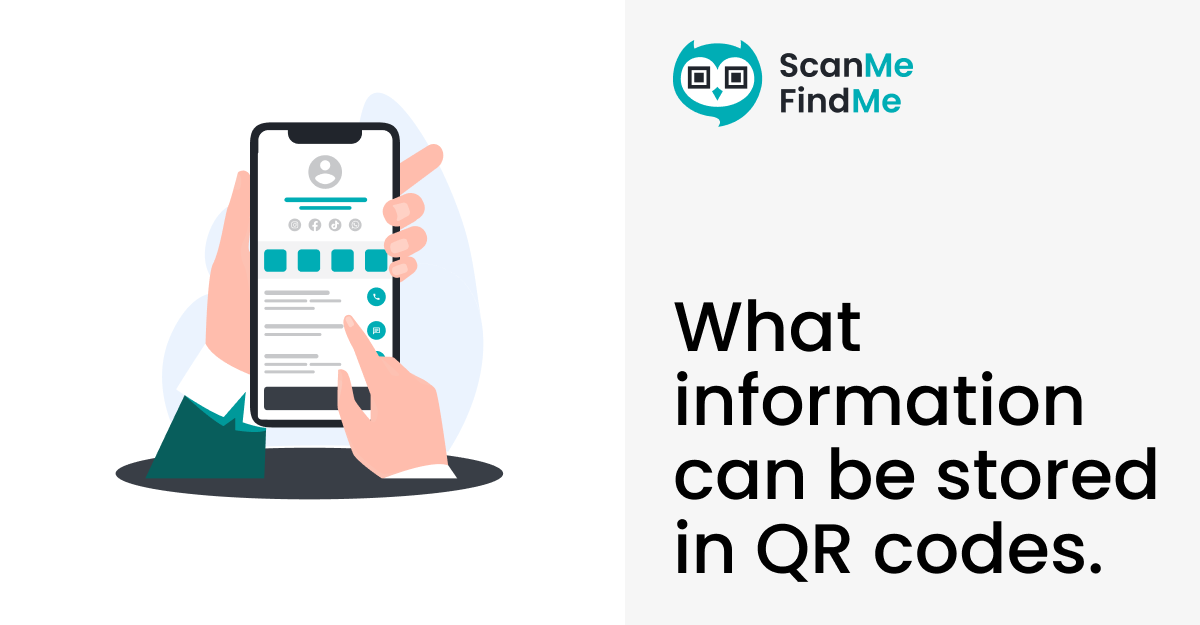 ScanMe
FindMe
What
information
can be stored
in QR codes.